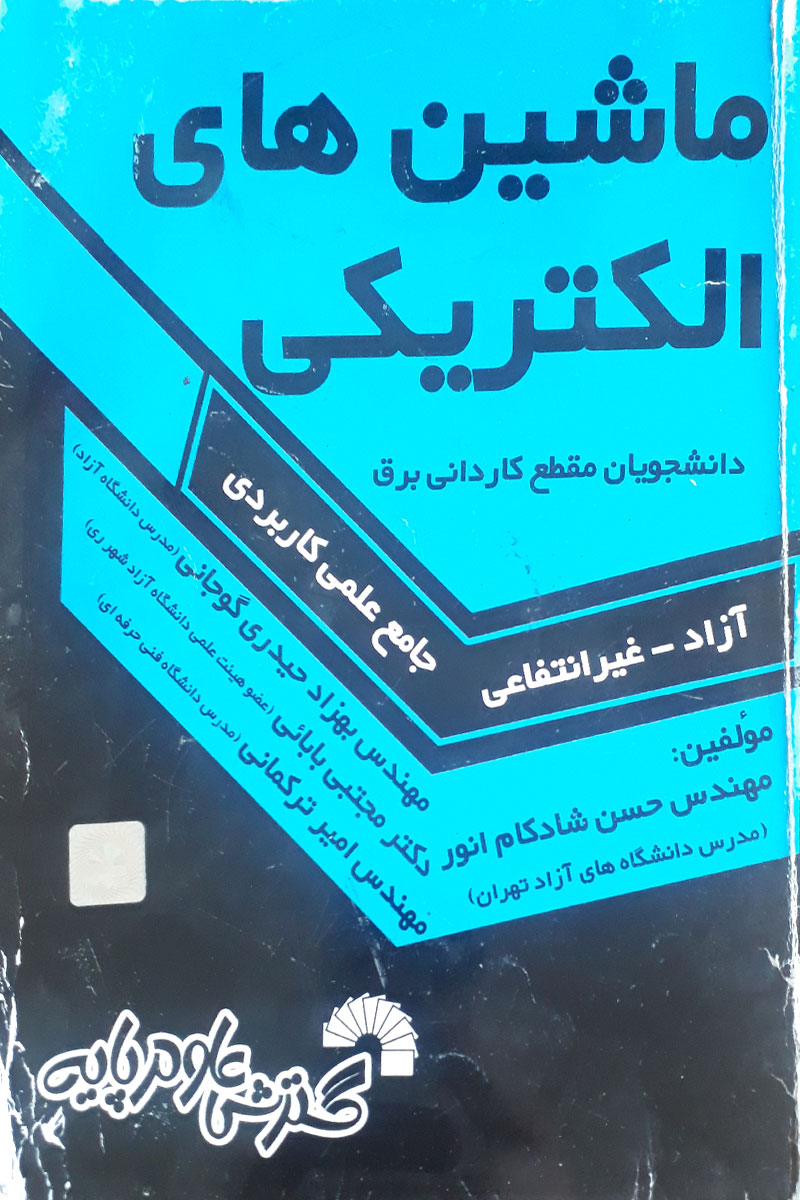 ماشین های
الکتریکی
دانشجویان مقطع کاردانی برق
جامع علمی کاربردی
آزاد - غیر انتفاعی
مؤلفین:
مهندس حسن شادکام انور
(مدرس دانشگاه های آزاد تهران)
مهندس بهزاد حیدری گوجانی (مدرس دانشگاه آزاد)
دکتر مجتبی بابائی (عضو هیئت علمی دانشگاه آزاد شهر ری)
مهندس امیر ترکمانی (مدرس دانشگاه فنی حرفه ای)
گسترش علوم پایه